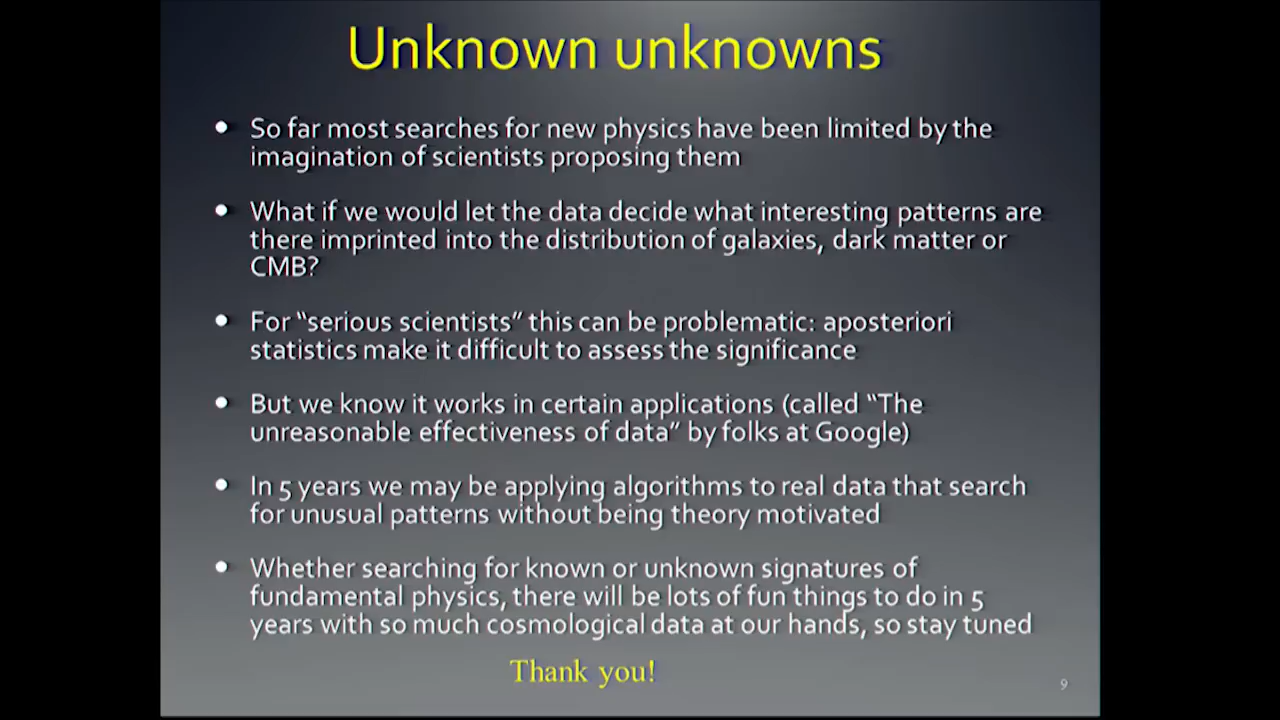 Unknown unknowns
• So far most searches for new physics have been limited by the
imagination of scientists proposing them
• What if we would let the data decide what interesting patterns are
there imprinted into the distribution of galaxies, dark matter or
CMB?
• For “serious scientists” this can be problematic: aposteriori
statistics make it difficult to assess the significance
• But we know it works in certain applications (called “The
unreasonable effectiveness of data” by folks at Google)
• In 5 years we may be applying algorithms to real data that search
for unusual patterns without being theory motivated
• Whether searching for known or unknown signatures of
fundamental physics, there will be lots of fun things to do in 5
years with so much cosmological data at our hands, so stay tuned
Thank you!
9